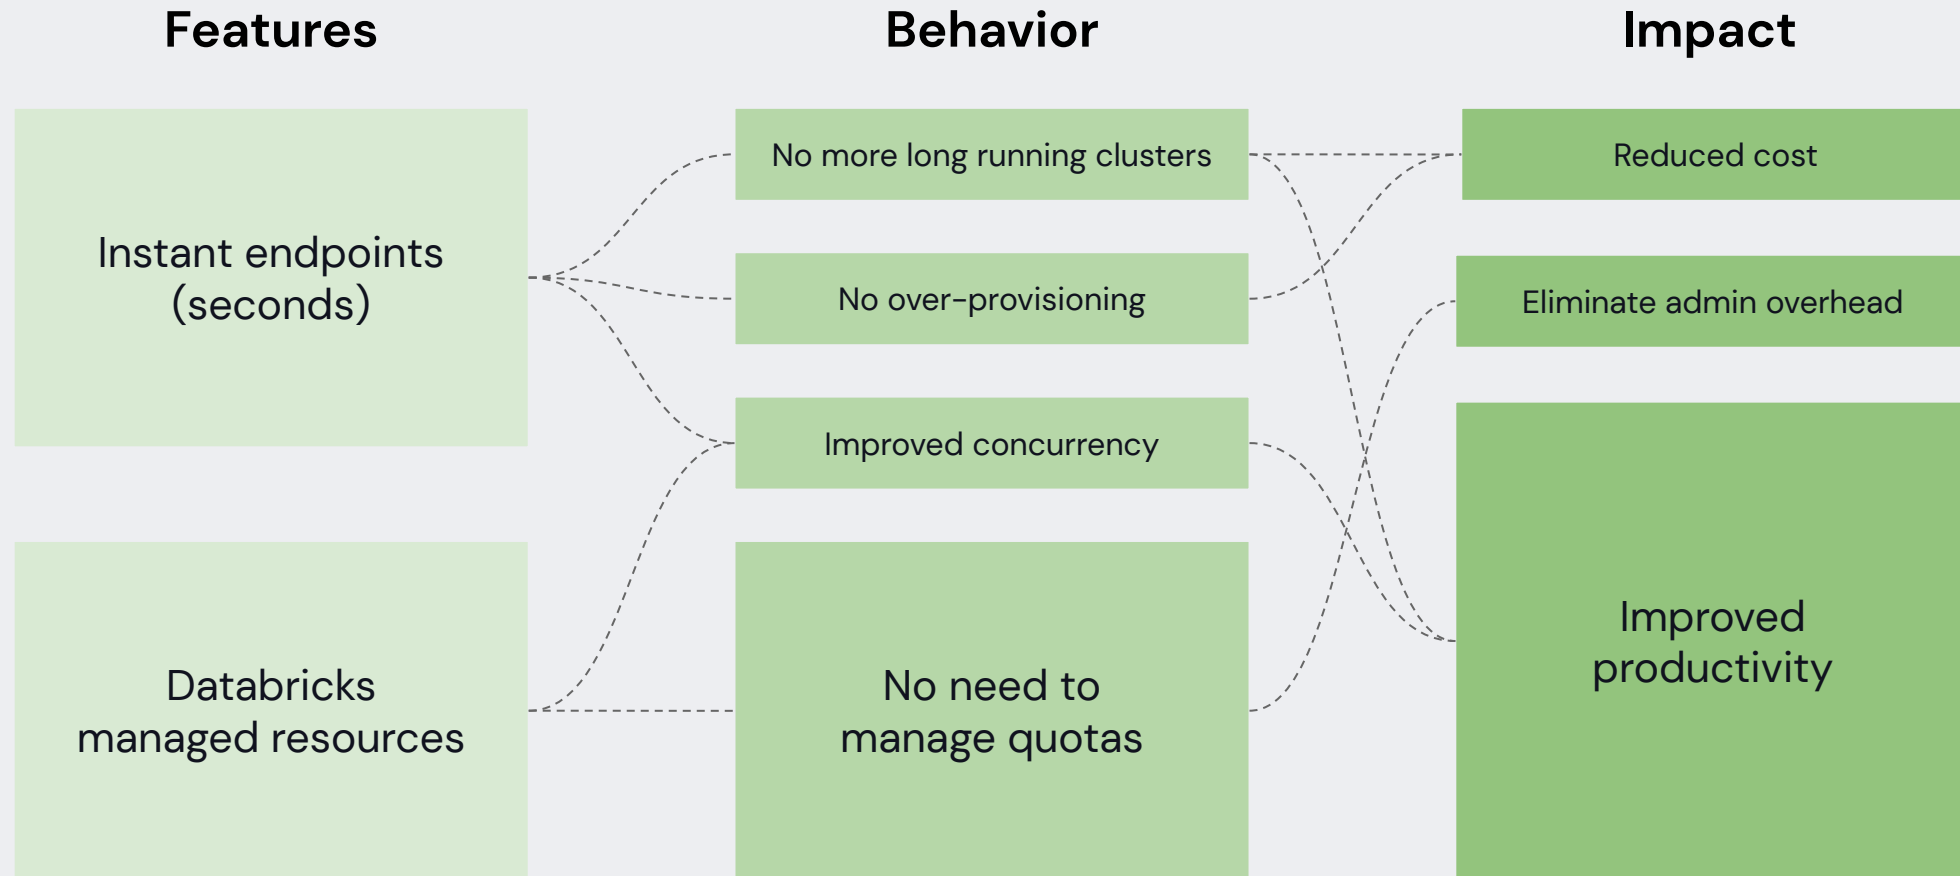 Features
Behavior
Impact
Instant endpoints
(seconds)
Databricks
managed resources
No more long running clusters
No over-provisioning
Improved concurrency
No need to
manage quotas
Reduced cost
Eliminate admin overhead
Improved
productivity